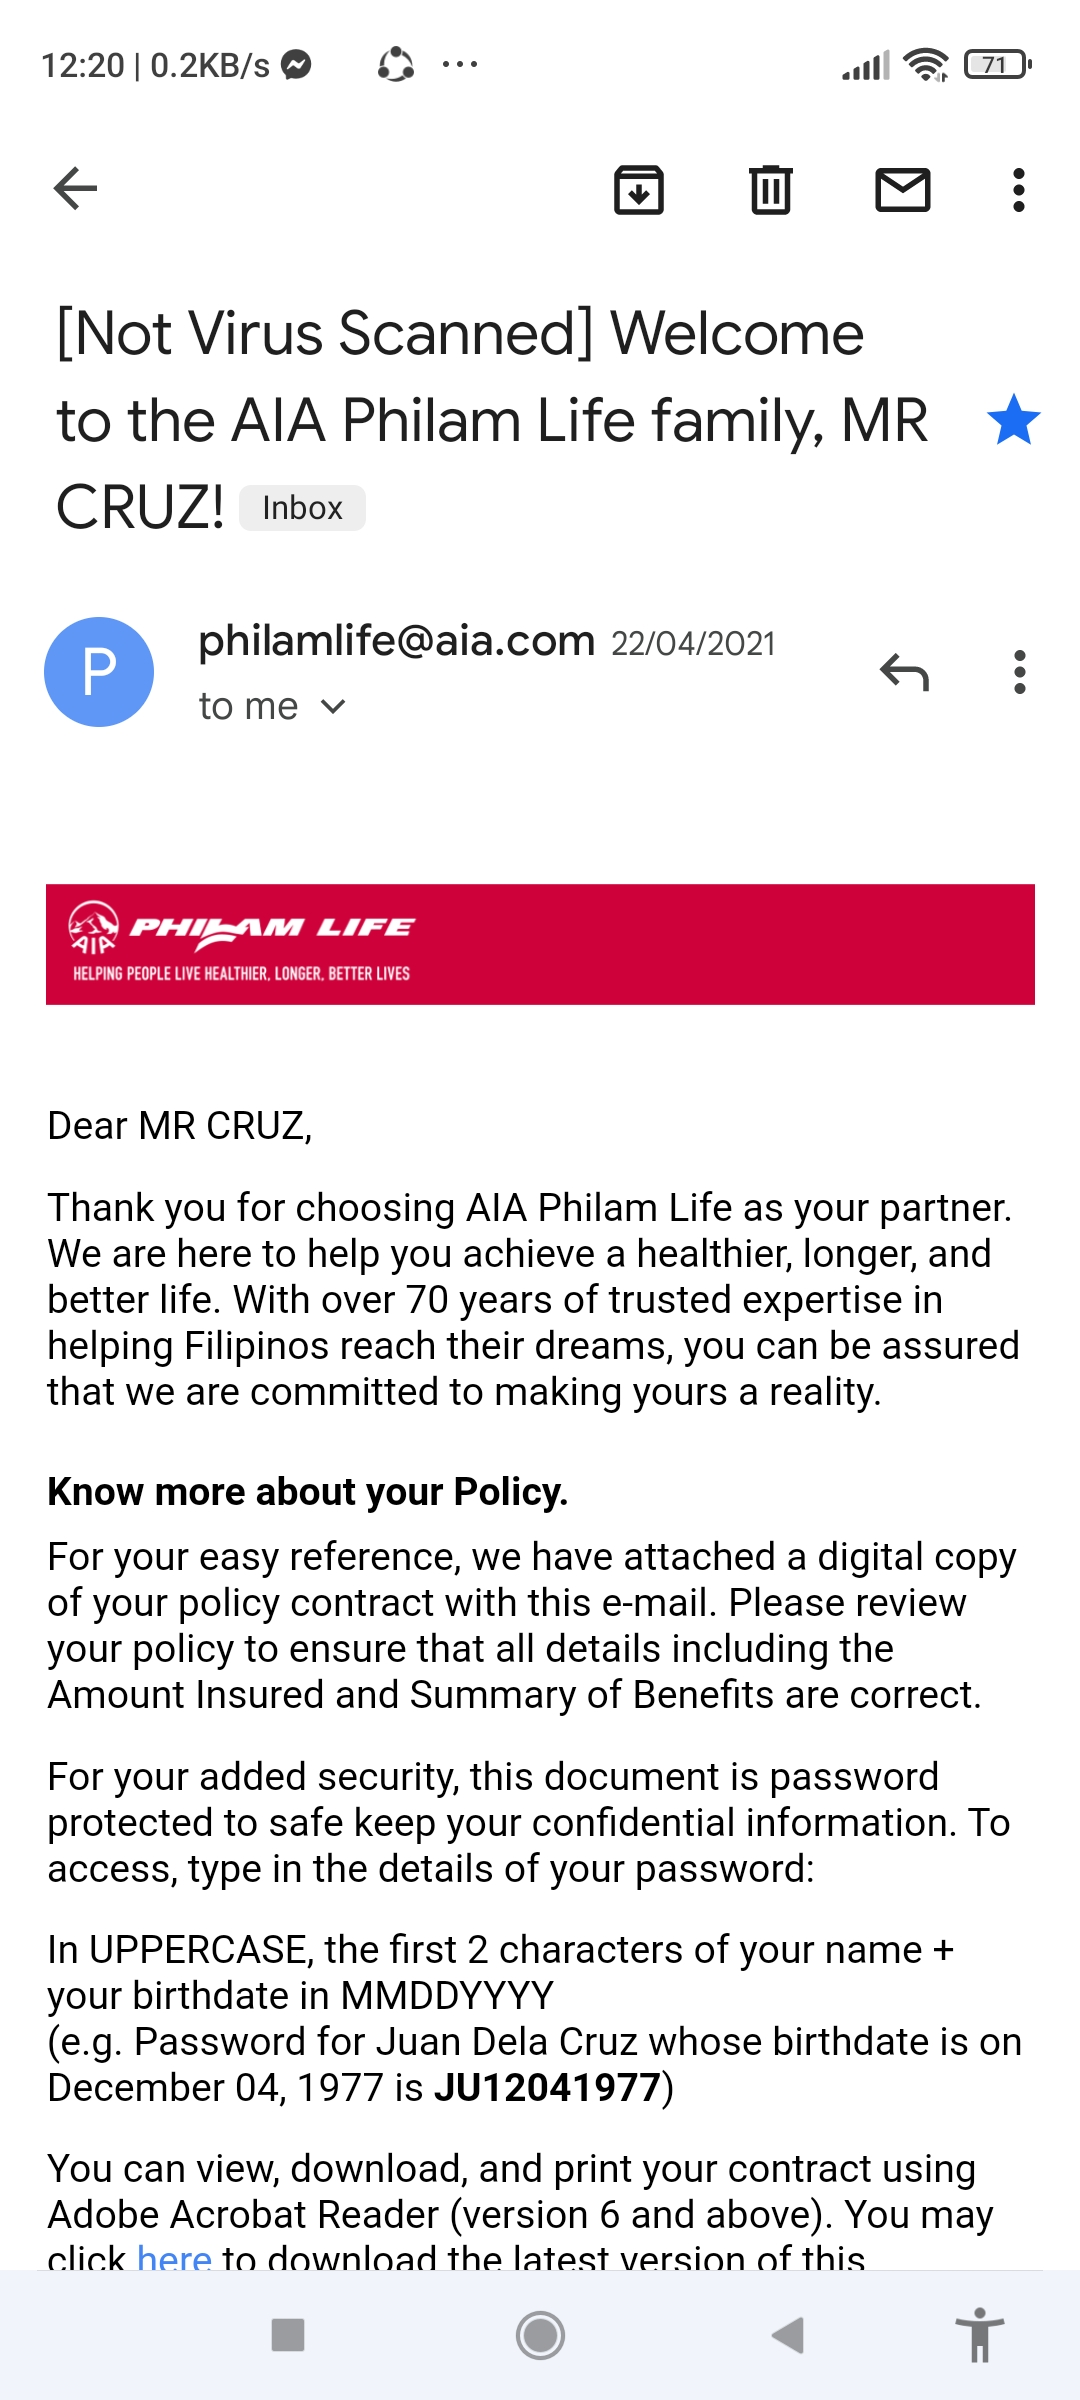 12:20 | 0.2KB/s
71
[Not Virus Scanned] Welcome
to the AIA Philam Life family, MR
CRUZ! Inbox
P
philamlife@aia.com 22/04/2021
to me
AIA PHILAM LIFE
HELPING PEOPLE LIVE HEALTHIER, LONGER, BETTER LIVES
Dear MR CRUZ,
Thank you for choosing AIA Philam Life as your partner.
We are here to help you achieve a healthier, longer, and
better life. With over 70 years of trusted expertise in
helping Filipinos reach their dreams, you can be assured
that we are committed to making yours a reality.
Know more about your Policy.
For your easy reference, we have attached a digital copy
of your policy contract with this e-mail. Please review
your policy to ensure that all details including the
Amount Insured and Summary of Benefits are correct.
For your added security, this document is password
protected to safe keep your confidential information. To
access, type in the details of your password:
In UPPERCASE, the first 2 characters of your name +
your birthdate in MMDDYYYY
(e.g. Password for Juan Dela Cruz whose birthdate is on
December 04, 1977 is JU12041977)
You can view, download, and print your contract using
Adobe Acrobat Reader (version 6 and above). You may
click here to download the latest version of this